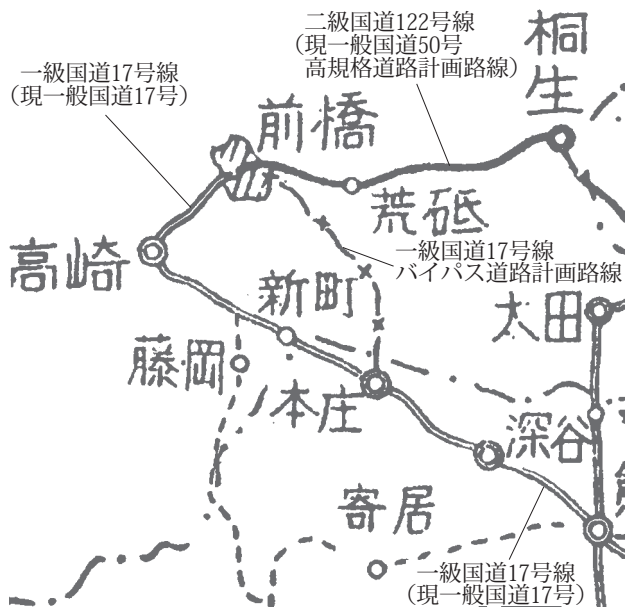 二級国道122号線
(現一般国道50号
高規格道路計画路線)
桐生
一級国道17号線
(現一般国道17号)
前橋
荒砥
高崎
一級国道17号線
バイパス道路計画路線
新町
太田
藤岡
本庄
深谷
寄居
一級国道17号線
(現一般国道17号)